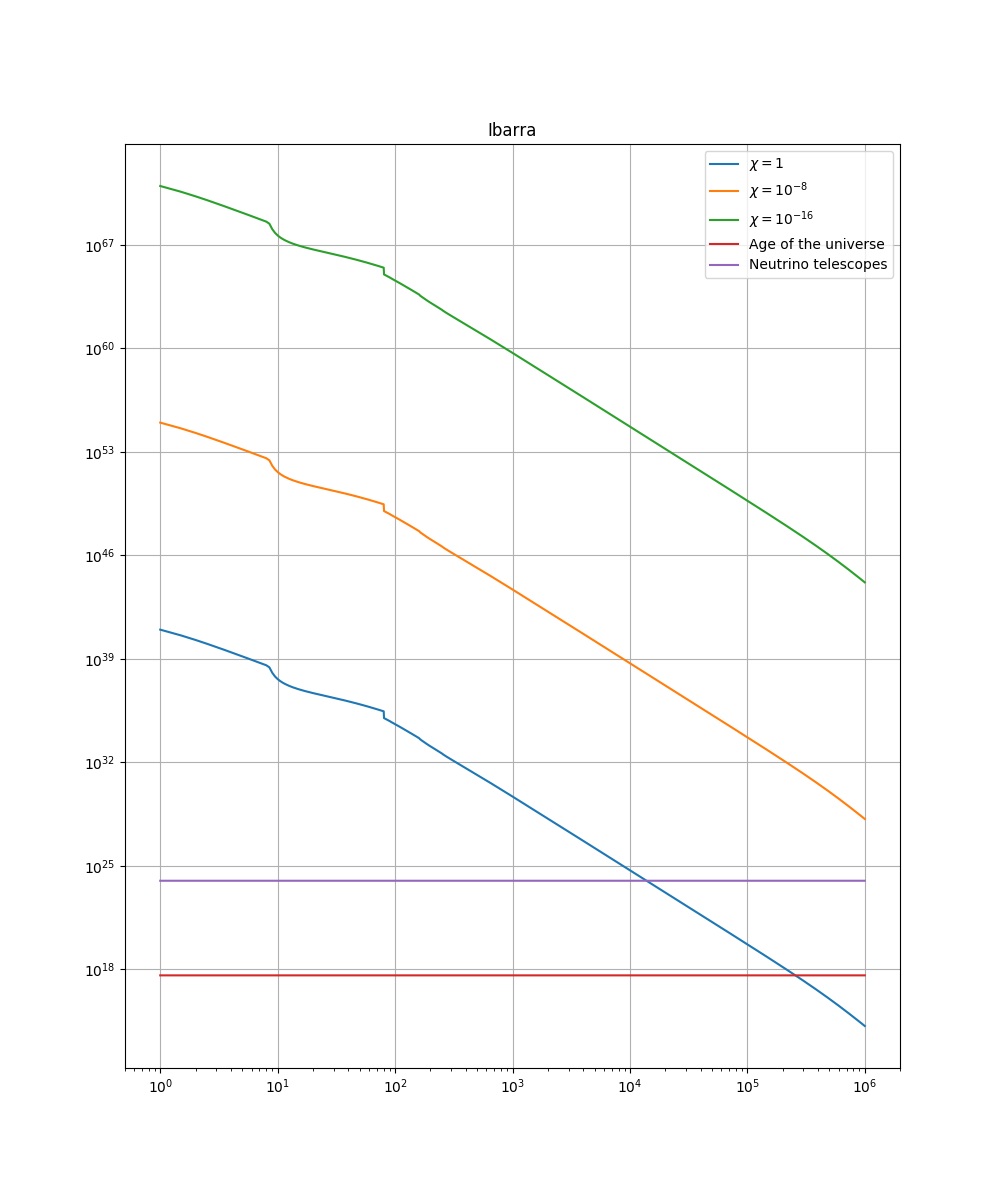 Ibarra
χ = 1
χ = 10⁻⁸
χ = 10⁻¹⁶
Age of the universe
Neutrino telescopes
10⁶⁷
10⁶⁰
10⁵³
10⁴⁶
10³⁹
10³²
10²⁵
10¹⁸
10⁰ 10¹ 10² 10³ 10⁴ 10⁵ 10⁶